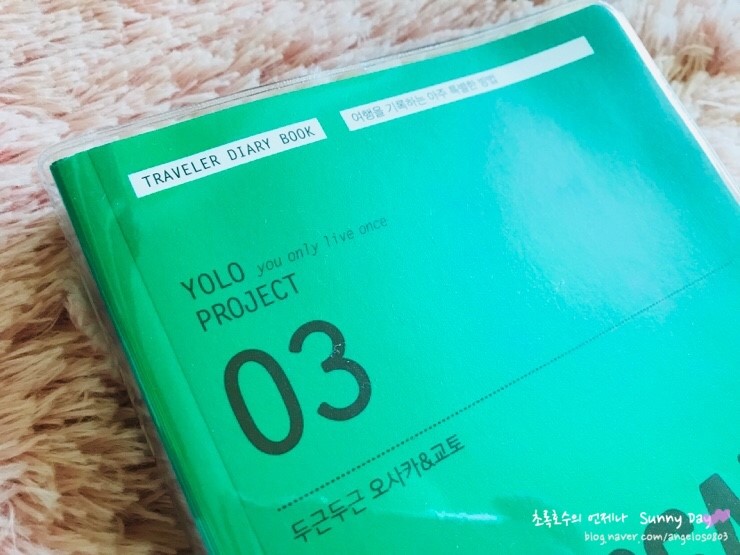 TRAVELER DIARY BOOK
여행을 기록하는 아주 특별한 방법
YOLO you only live once
PROJECT
03
두근두근 오사카&교토
초록호수의 언제나 Sunny Day
blog.naver.com/angelos0803